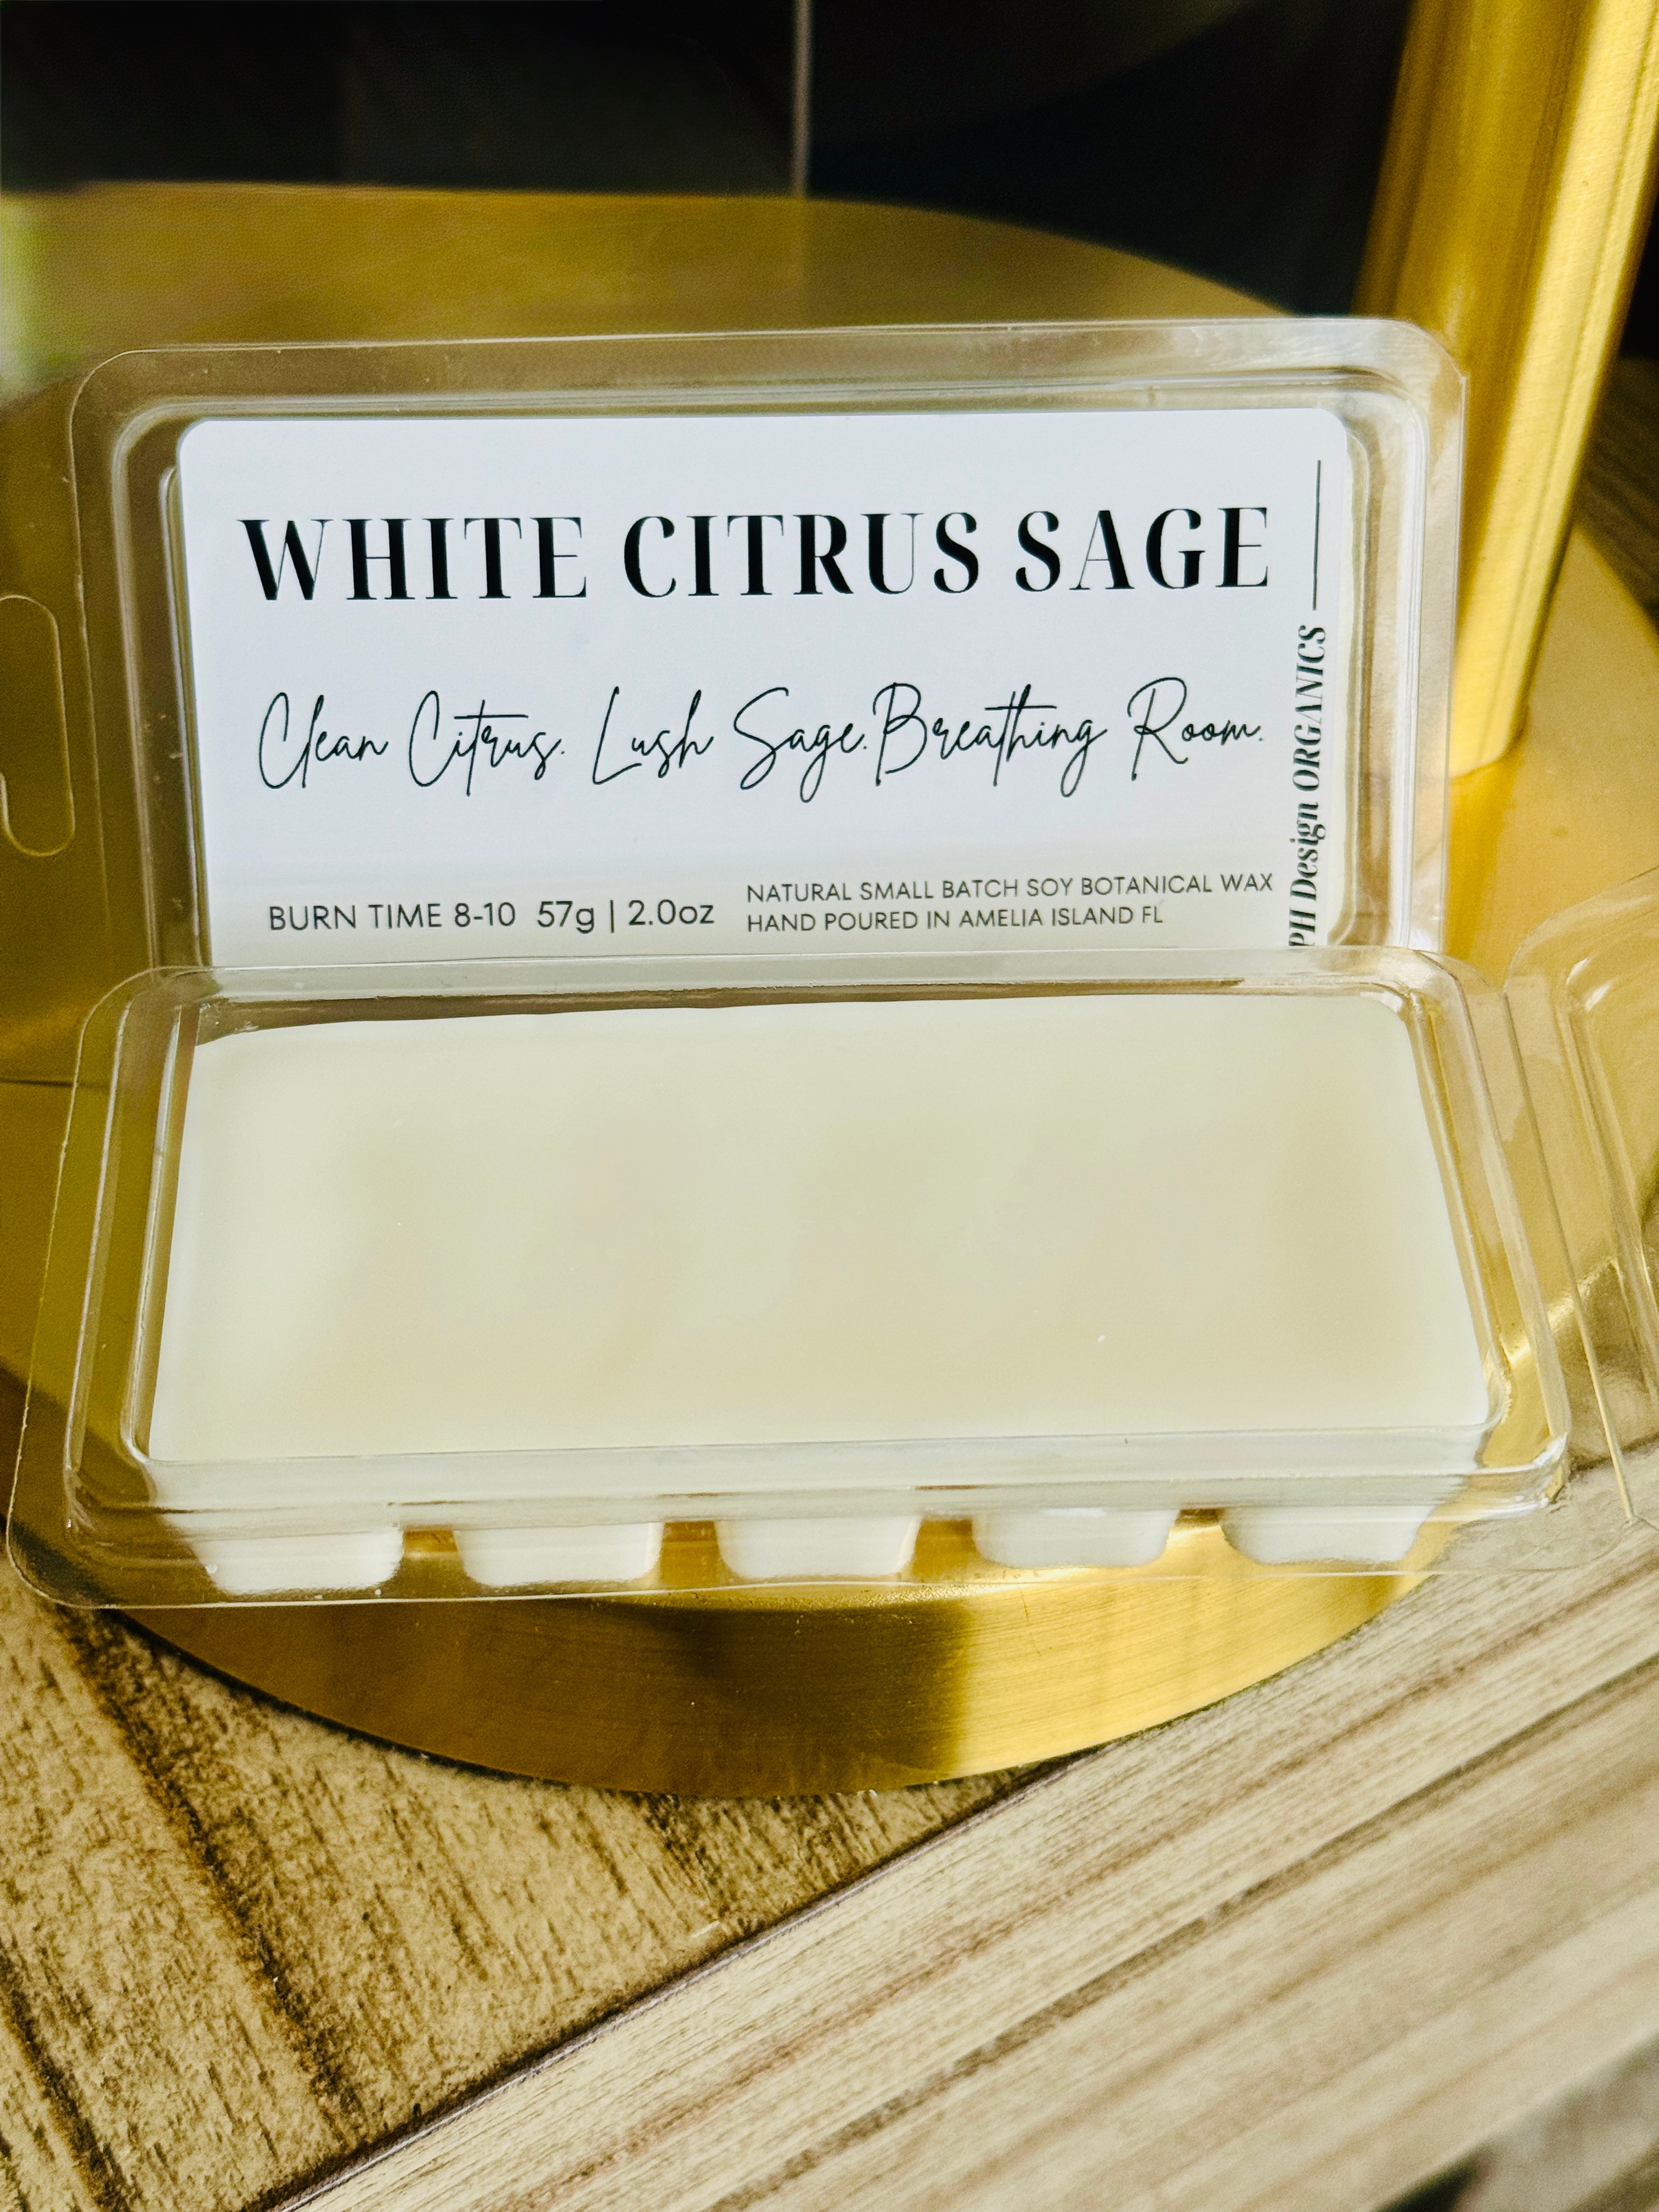 WHITE CITRUS SAGE
Clean Citrus. Lush Sage. Breathing Room.
BURN TIME 8-10 57g | 2.0oz
NATURAL SMALL BATCH SOY BOTANICAL WAX
HAND POURED IN AMELIA ISLAND FL
PH Design ORGANICS